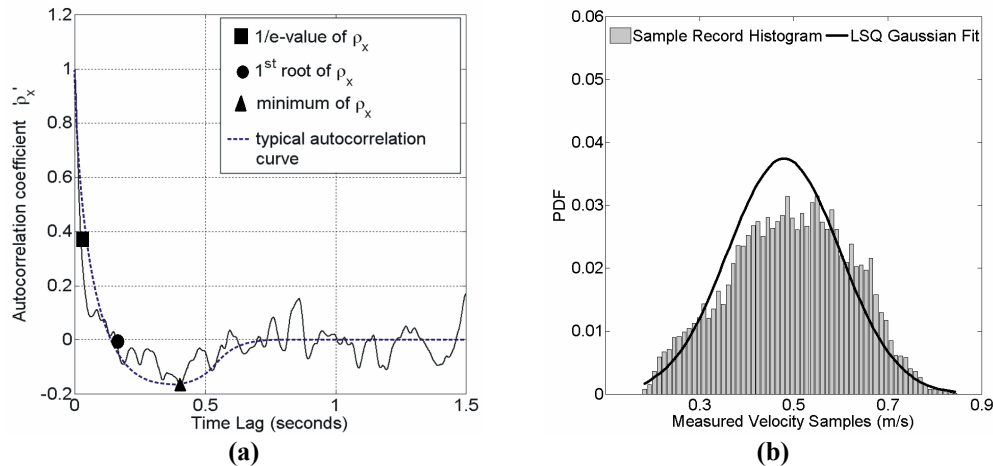 1.2
1
0.8
0.6
0.4
0.2
0
-0.2
Autocorrelation coefficient 'ρx'
1/e-value of ρx
1st root of ρx
minimum of ρx
typical autocorrelation
curve
0 0.5 1 1.5
Time Lag (seconds)
(a)
0.06
0.05
0.04
0.03
0.02
0.01
0
PDF
Sample Record Histogram LSQ Gaussian Fit
0.3 0.5 0.7 0.9
Measured Velocity Samples (m/s)
(b)